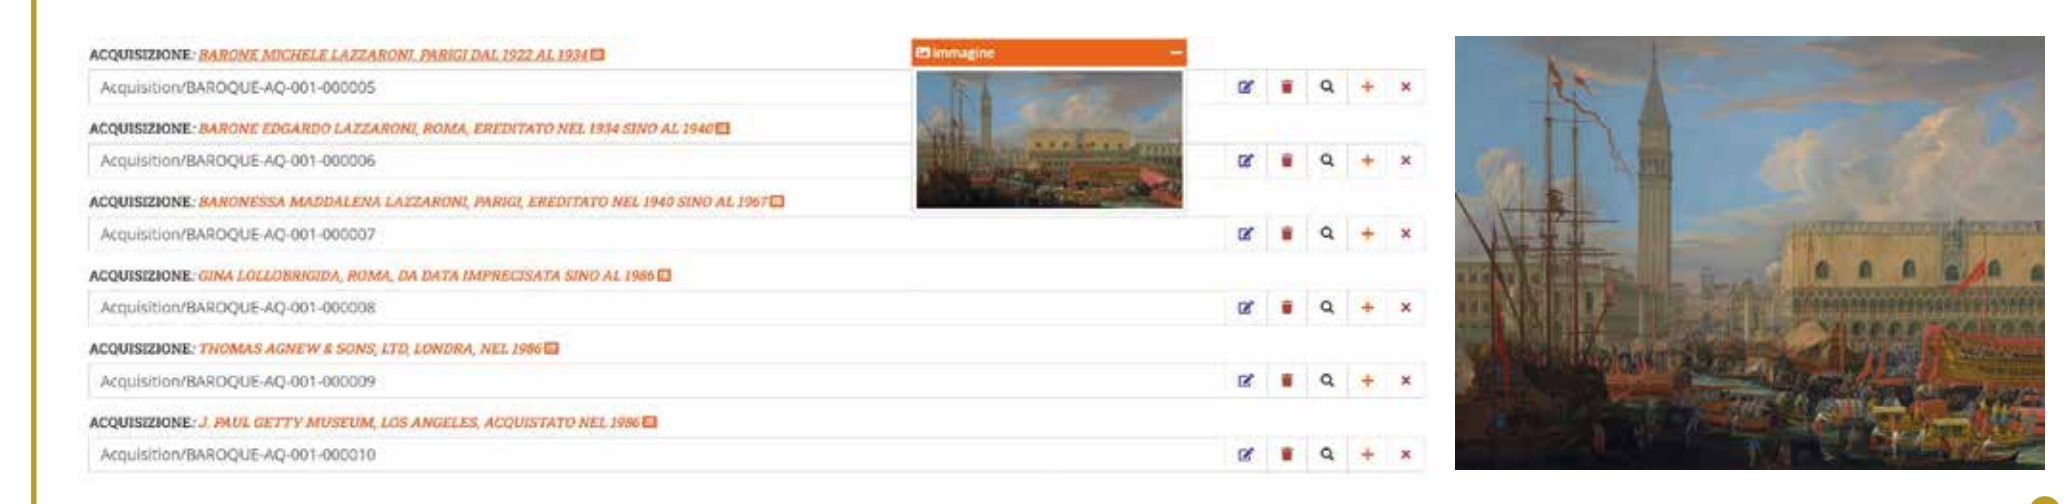 ACQUISIZIONE: BARONE MICHELE LAZZARONI, PARIGI DAL 1922 AL 1934
immagine
Acquisition/BAROQUE-AQ-001-000005
ACQUISIZIONE: BARONE EDGARDO LAZZARONI, ROMA, EREDITATO NEL 1934 SINO AL 1940
Acquisition/BAROQUE-AQ-001-000006
ACQUISIZIONE: BARONESSA MADDALENA LAZZARONI, PARIGI, EREDITATO NEL 1940 SINO AL 1967
Acquisition/BAROQUE-AQ-001-000007
ACQUISIZIONE: GINA LOLLOBRIGIDA, ROMA, DA DATA IMPRECISATA SINO AL 1986
Acquisition/BAROQUE-AQ-001-000008
ACQUISIZIONE: THOMAS AGNEW & SONS, LTD, LONDRA, NEL 1986
Acquisition/BAROQUE-AQ-001-000009
ACQUISIZIONE: J. PAUL GETTY MUSEUM, LOS ANGELES, ACQUISTATO NEL 1986
Acquisition/BAROQUE-AQ-001-000010